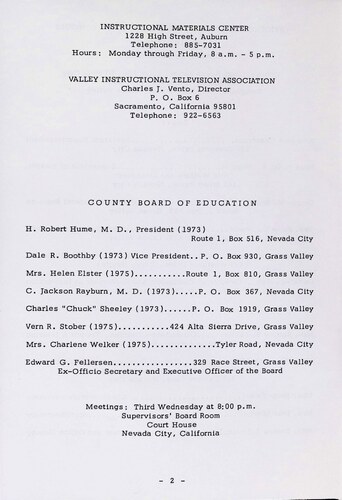 INSTRUCTIONAL MATERIALS CENTER
1228 High Street, Auburn
Telephone: 885-7031
Hours: Monday through Friday, 8 a.m. - 5 p.m.
VALLEY INSTRUCTIONAL TELEVISION ASSOCIATION
Charles J. Vento, Director
P. O. Box 6
Sacramento, California 95801
Telephone: 922-6563
COUNTY BOARD OF EDUCATION
H. Robert Hume, M. D., President (1973)
Route 1, Box 516, Nevada City
Dale R. Boothby (1973) Vice President..P. O. Box 930, Grass Valley
Mrs. Helen Elster (1975)...........Route 1, Box 810, Grass Valley
C. Jackson Rayburn, M. D. (1973).....P. O. Box 367, Nevada City
Charles "Chuck" Sheeley (1973)......P. O. Box 1919, Grass Valley
Vern R. Stober (1975)...........424 Alta Sierra Drive, Grass Valley
Mrs. Charlene Welker (1975)...............Tyler Road, Nevada City
Edward G. Fellersen...............329 Race Street, Grass Valley
Ex-Officio Secretary and Executive Officer of the Board
Meetings: Third Wednesday at 8:00 p.m.
Supervisors' Board Room
Court House
Nevada City, California
- 2 -